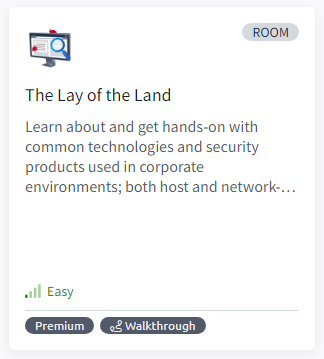 ROOM
The Lay of the Land
Learn about and get hands-on with
common technologies and security
products used in corporate
environments; both host and network-...
Easy
Premium
Walkthrough